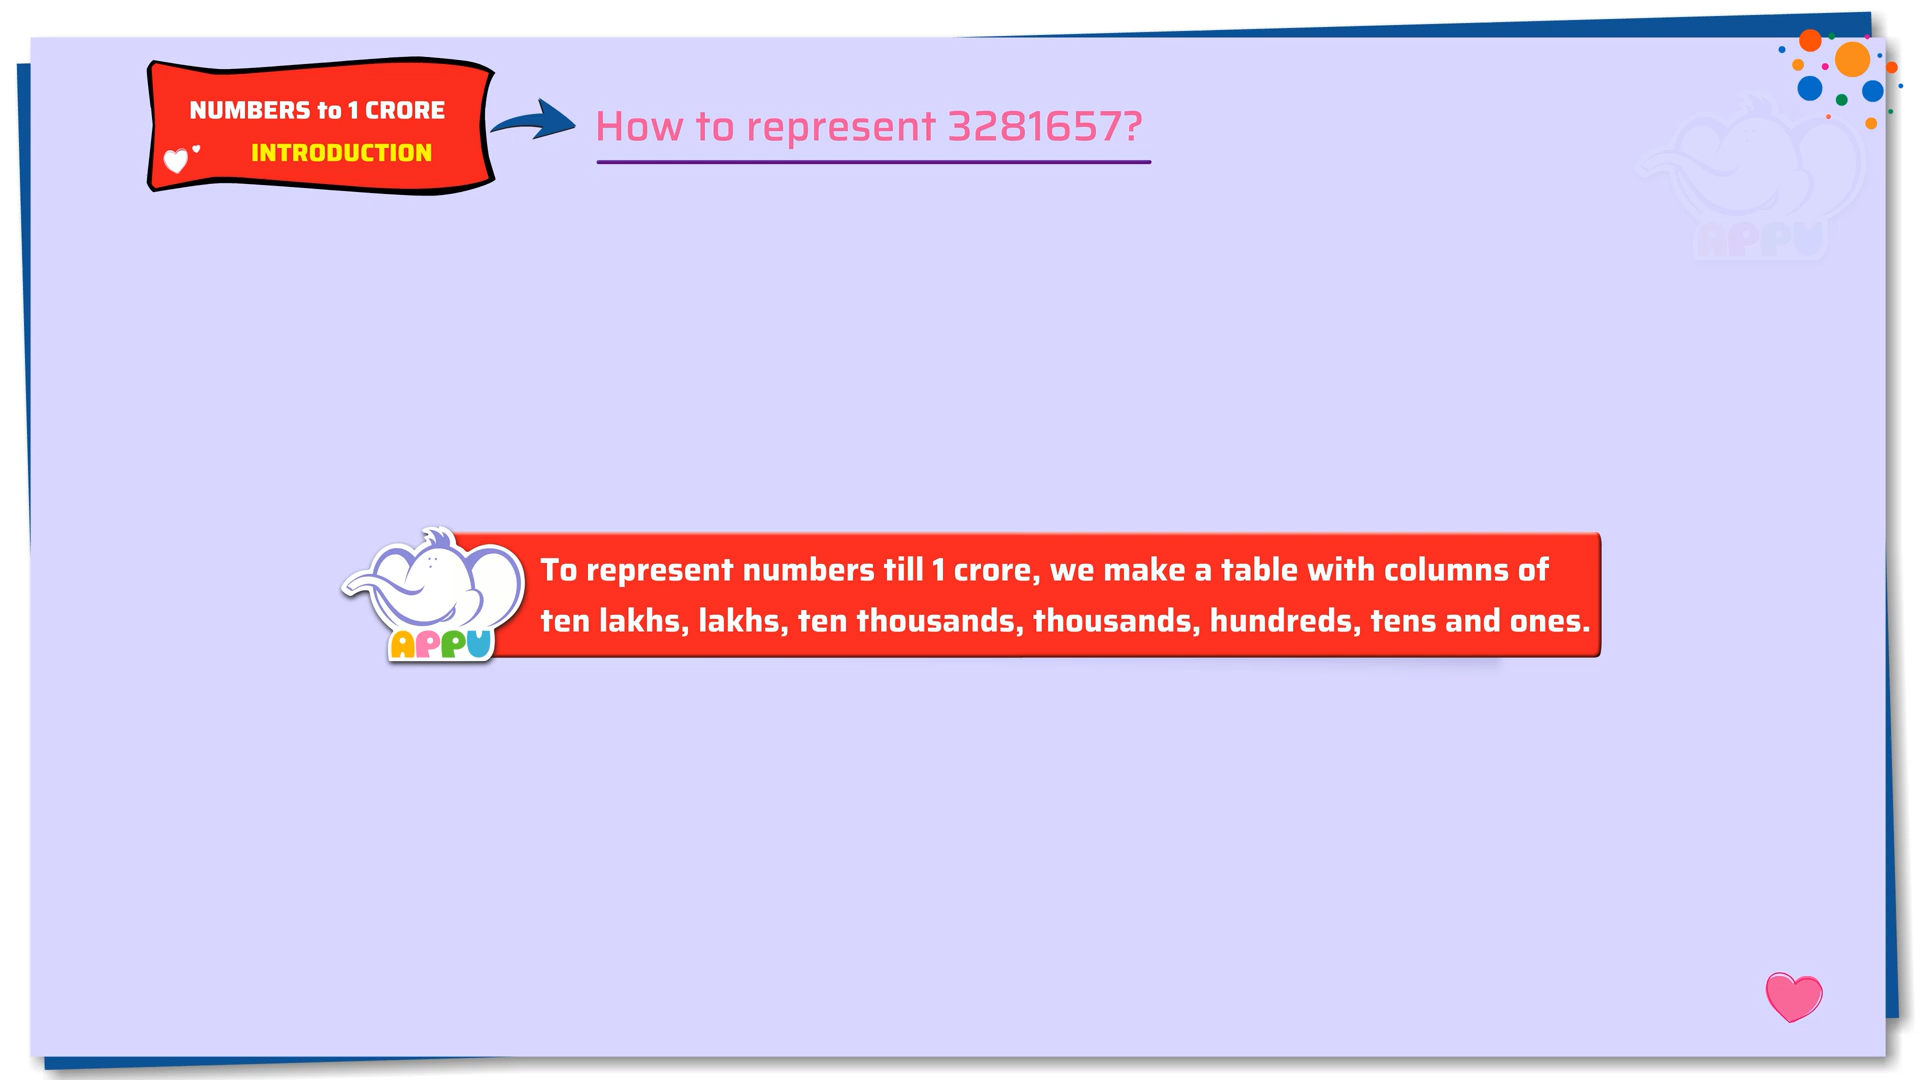 NUMBERS to 1 CRORE
INTRODUCTION
How to represent 3281657?
APPU
To represent numbers till 1 crore, we make a table with columns of
ten lakhs, lakhs, ten thousands, thousands, hundreds, tens and ones.
APPU